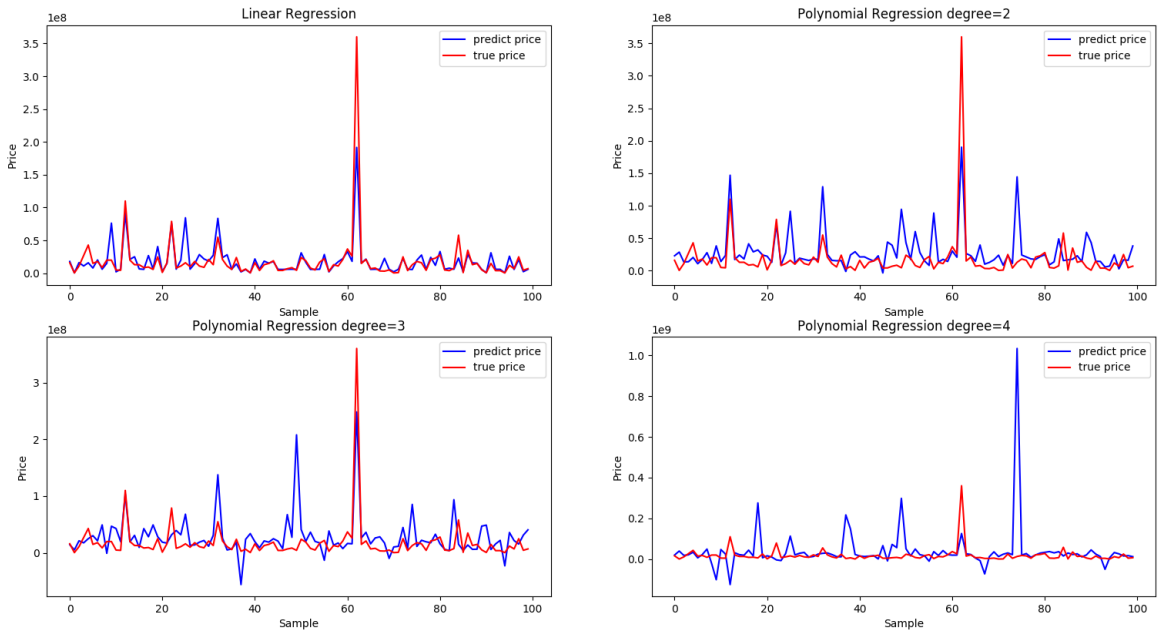 Linear Regression
1e8
predict price
true price
3.5
3.0
2.5
2.0
1.5
1.0
0.5
0.0
Price
0
20
40
60
80
100
Sample
Polynomial Regression degree=2
1e8
predict price
true price
3.5
3.0
2.5
2.0
1.5
1.0
0.5
0.0
Price
0
20
40
60
80
100
Sample
Polynomial Regression degree=3
1e8
predict price
true price
3
2
1
0
Price
0
20
40
60
80
100
Sample
Polynomial Regression degree=4
1e9
predict price
true price
1.0
0.8
0.6
0.4
0.2
0.0
Price
0
20
40
60
80
100
Sample